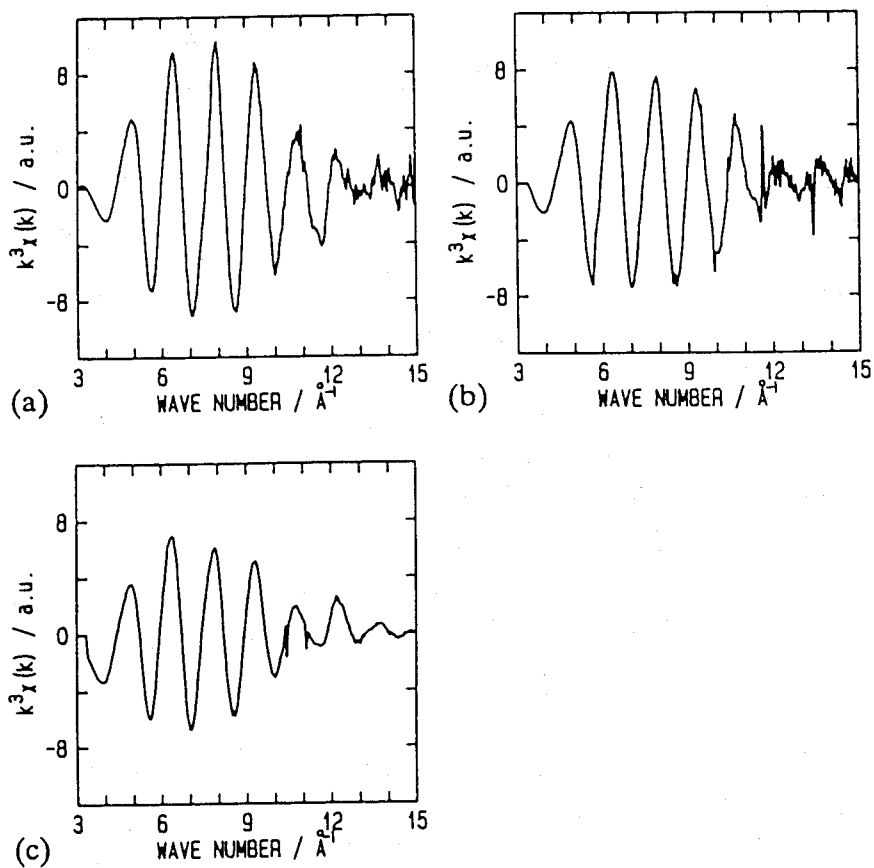 8
0
-8
k³χ(k) / a.u.
3 6 9 12 15
WAVE NUMBER / Å⁻¹
(a)
8
0
-8
k³χ(k) / a.u.
3 6 9 12 15
WAVE NUMBER / Å⁻¹
(b)
8
0
-8
k³χ(k) / a.u.
3 6 9 12 15
WAVE NUMBER / Å⁻¹
(c)